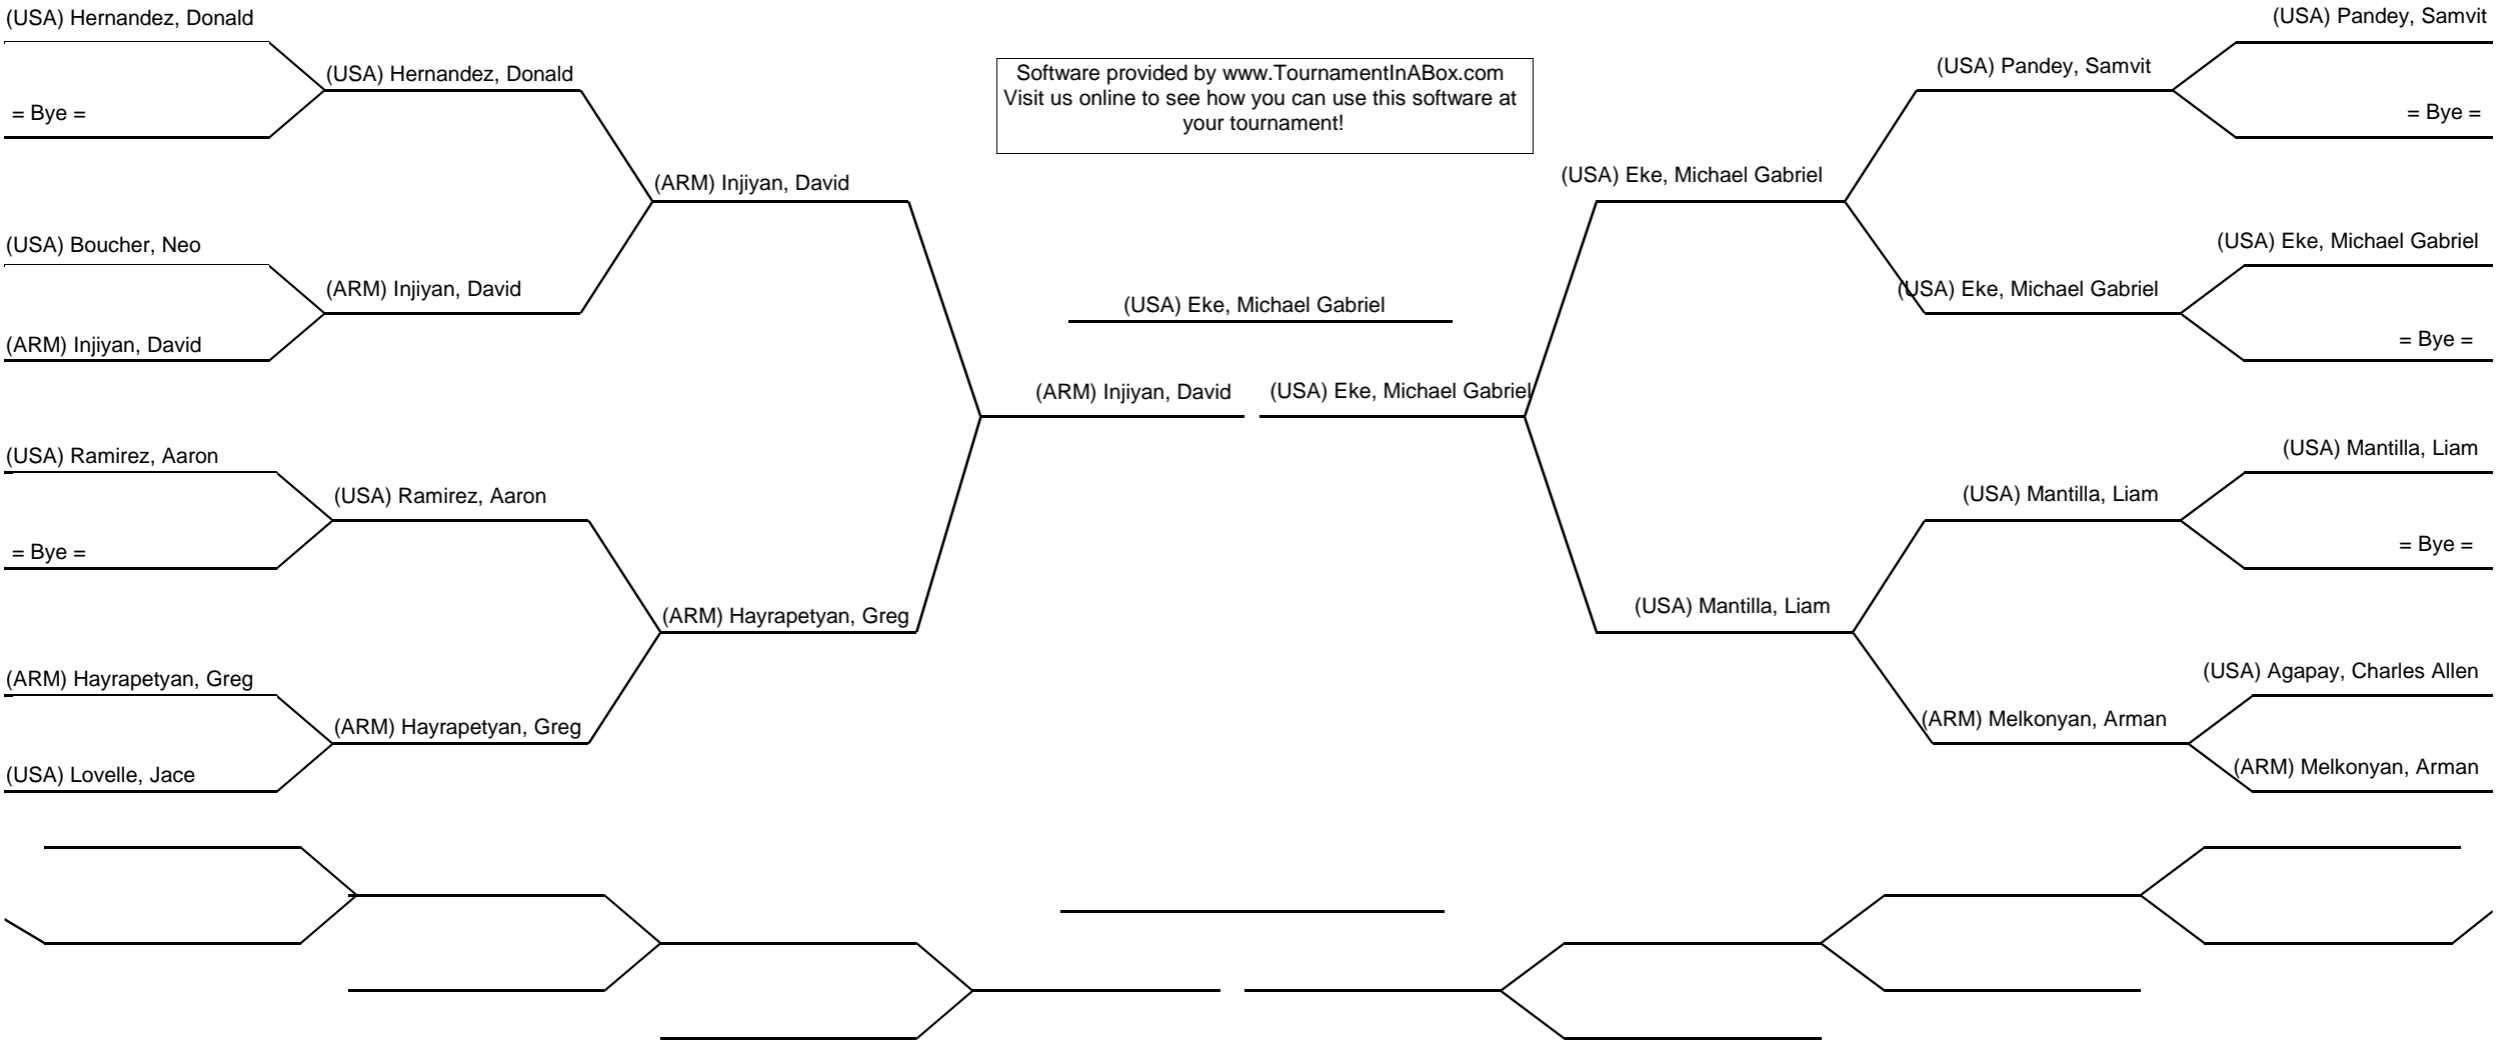 (USA) Hernandez, Donald
(USA) Hernandez, Donald
= Bye =
(ARM) Injiyan, David
(USA) Boucher, Neo
(ARM) Injiyan, David
(ARM) Injiyan, David
(USA) Ramirez, Aaron
(USA) Ramirez, Aaron
= Bye =
(ARM) Hayrapetyan, Greg
(ARM) Hayrapetyan, Greg
(ARM) Hayrapetyan, Greg
(USA) Lovelle, Jace
Software provided by www.TournamentInABox.com
Visit us online to see how you can use this software at
your tournament!
(USA) Eke, Michael Gabriel
(ARM) Injiyan, David
(USA) Eke, Michael Gabriel
(USA) Pandey, Samvit
(USA) Pandey, Samvit
= Bye =
(USA) Eke, Michael Gabriel
(USA) Eke, Michael Gabriel
(USA) Eke, Michael Gabriel
= Bye =
(USA) Mantilla, Liam
(USA) Mantilla, Liam
= Bye =
(USA) Mantilla, Liam
(USA) Agapay, Charles Allen
(ARM) Melkonyan, Arman
(ARM) Melkonyan, Arman